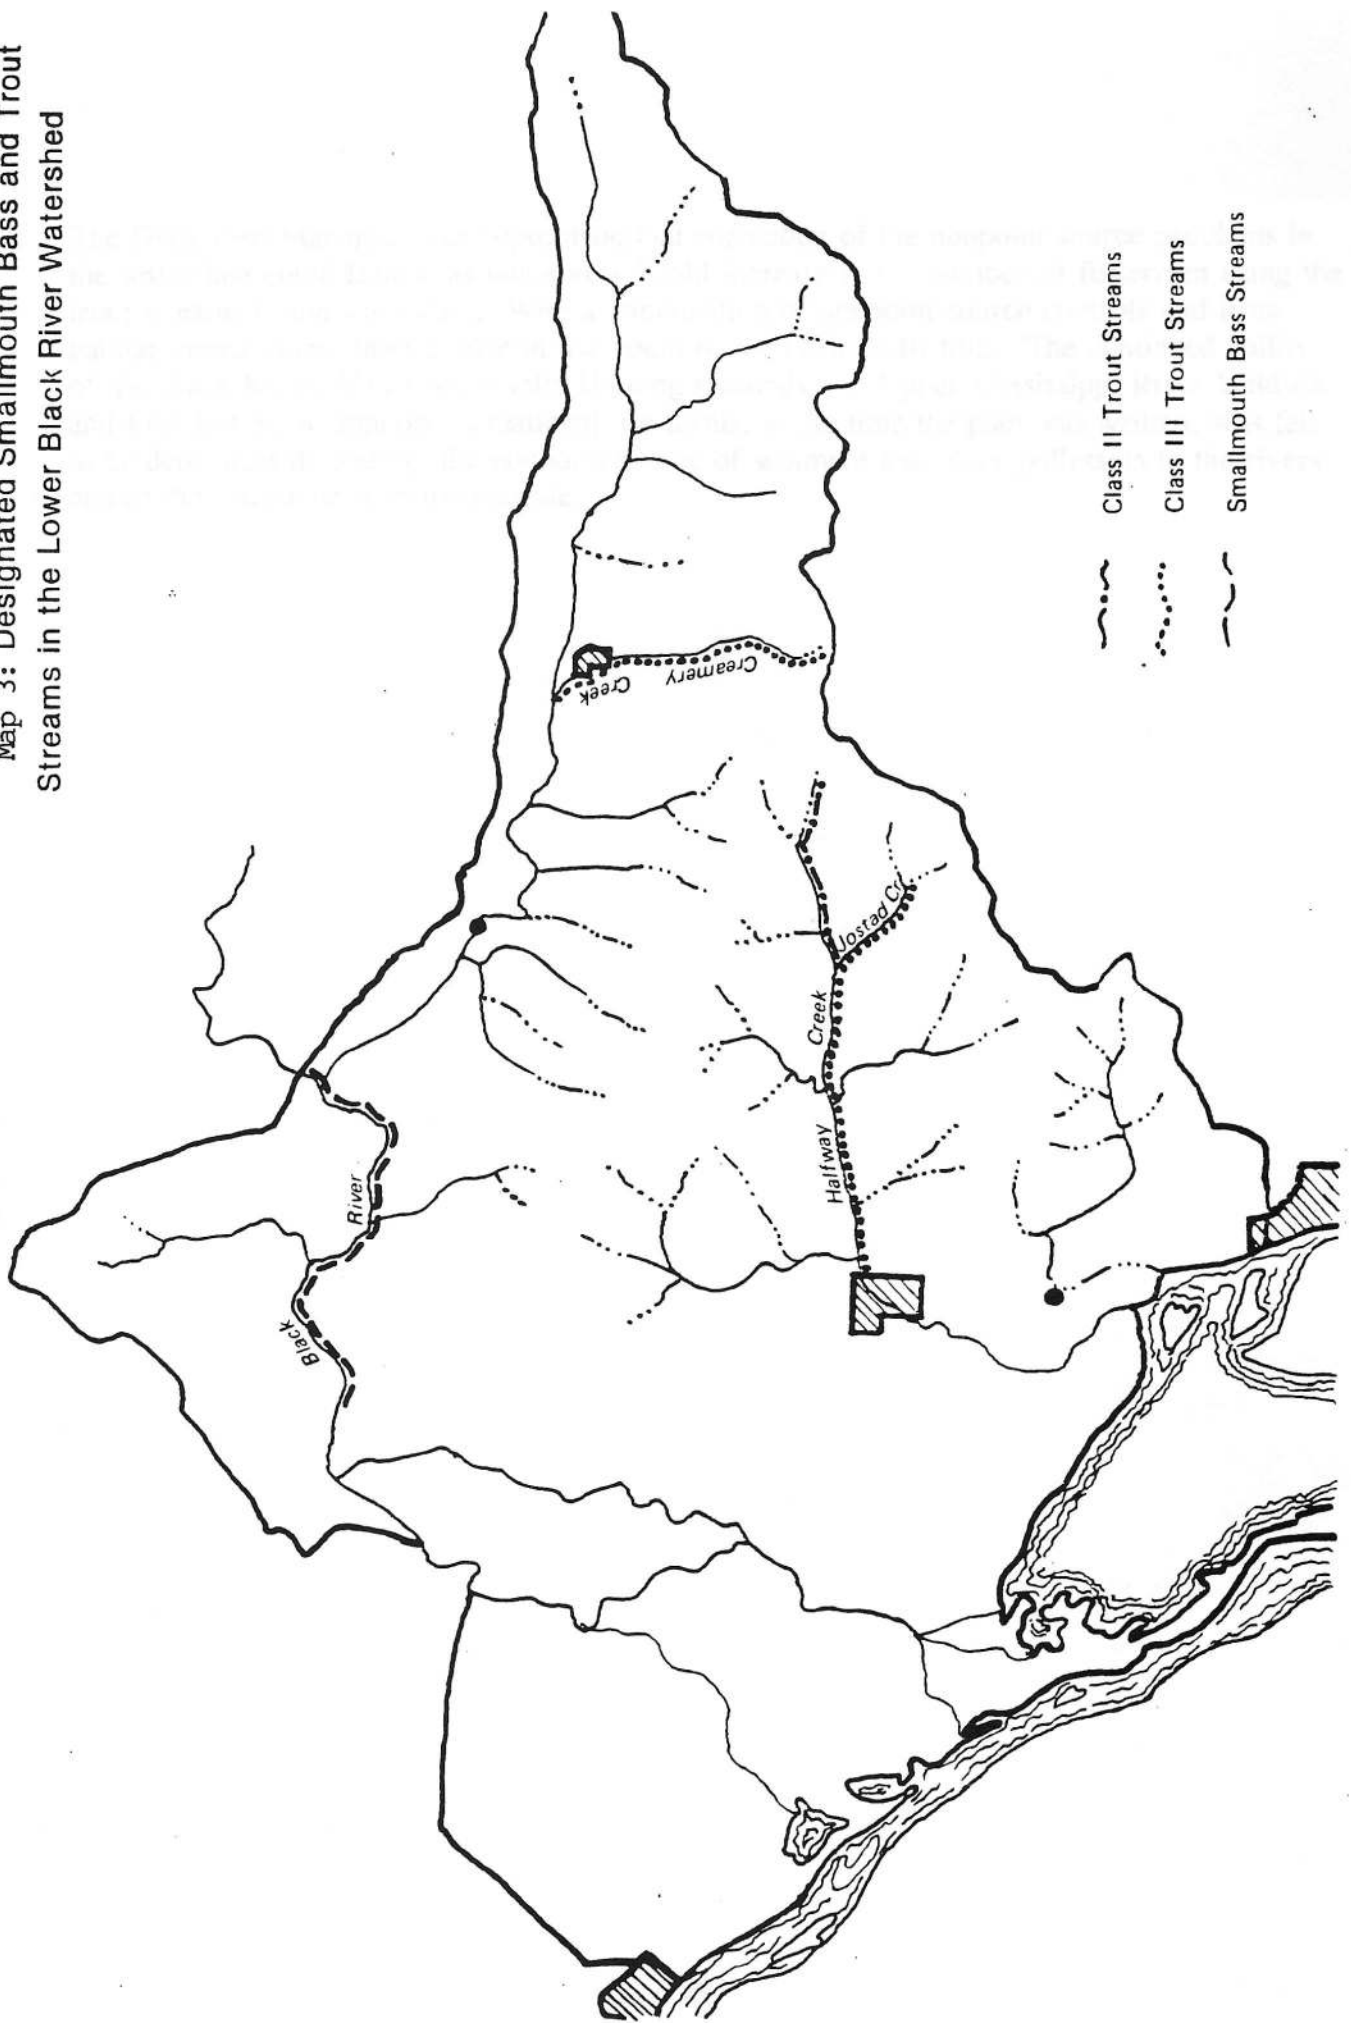 Map 3: Designated Smallmouth Bass and Trout
Streams in the Lower Black River Watershed
Black
River
Creamery
Creek
Jostad Cr.
Halfway
Creek
Class II Trout Streams
Class III Trout Streams
Smallmouth Bass Streams